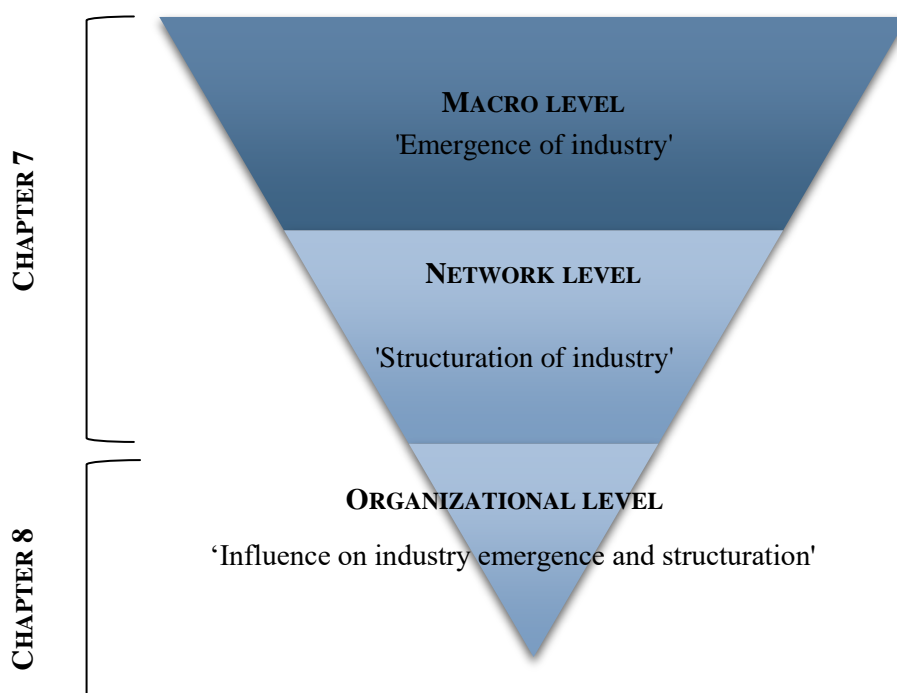 MACRO LEVEL
'Emergence of industry'
CHAPTER 7
NETWORK LEVEL
'Structuration of industry'
ORGANIZATIONAL LEVEL
‘Influence on industry emergence and structuration'
CHAPTER 8